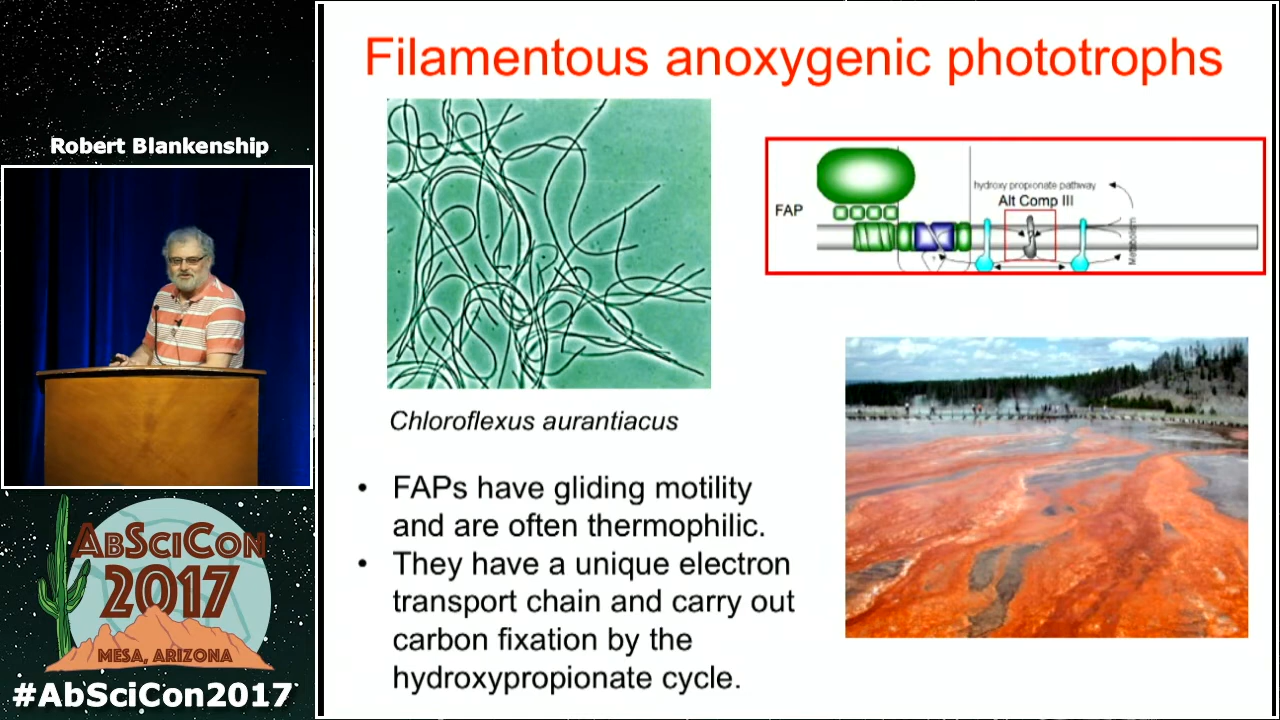 Robert Blankenship
ABSCICON
2017
MESA, ARIZONA
#AbSciCon2017
Filamentous anoxygenic phototrophs
Chloroflexus aurantiacus
• FAPs have gliding motility
and are often thermophilic.
• They have a unique electron
transport chain and carry out
carbon fixation by the
hydroxypropionate cycle.
FAP
hydroxy propionate pathway
Alt Comp III
Metabolism